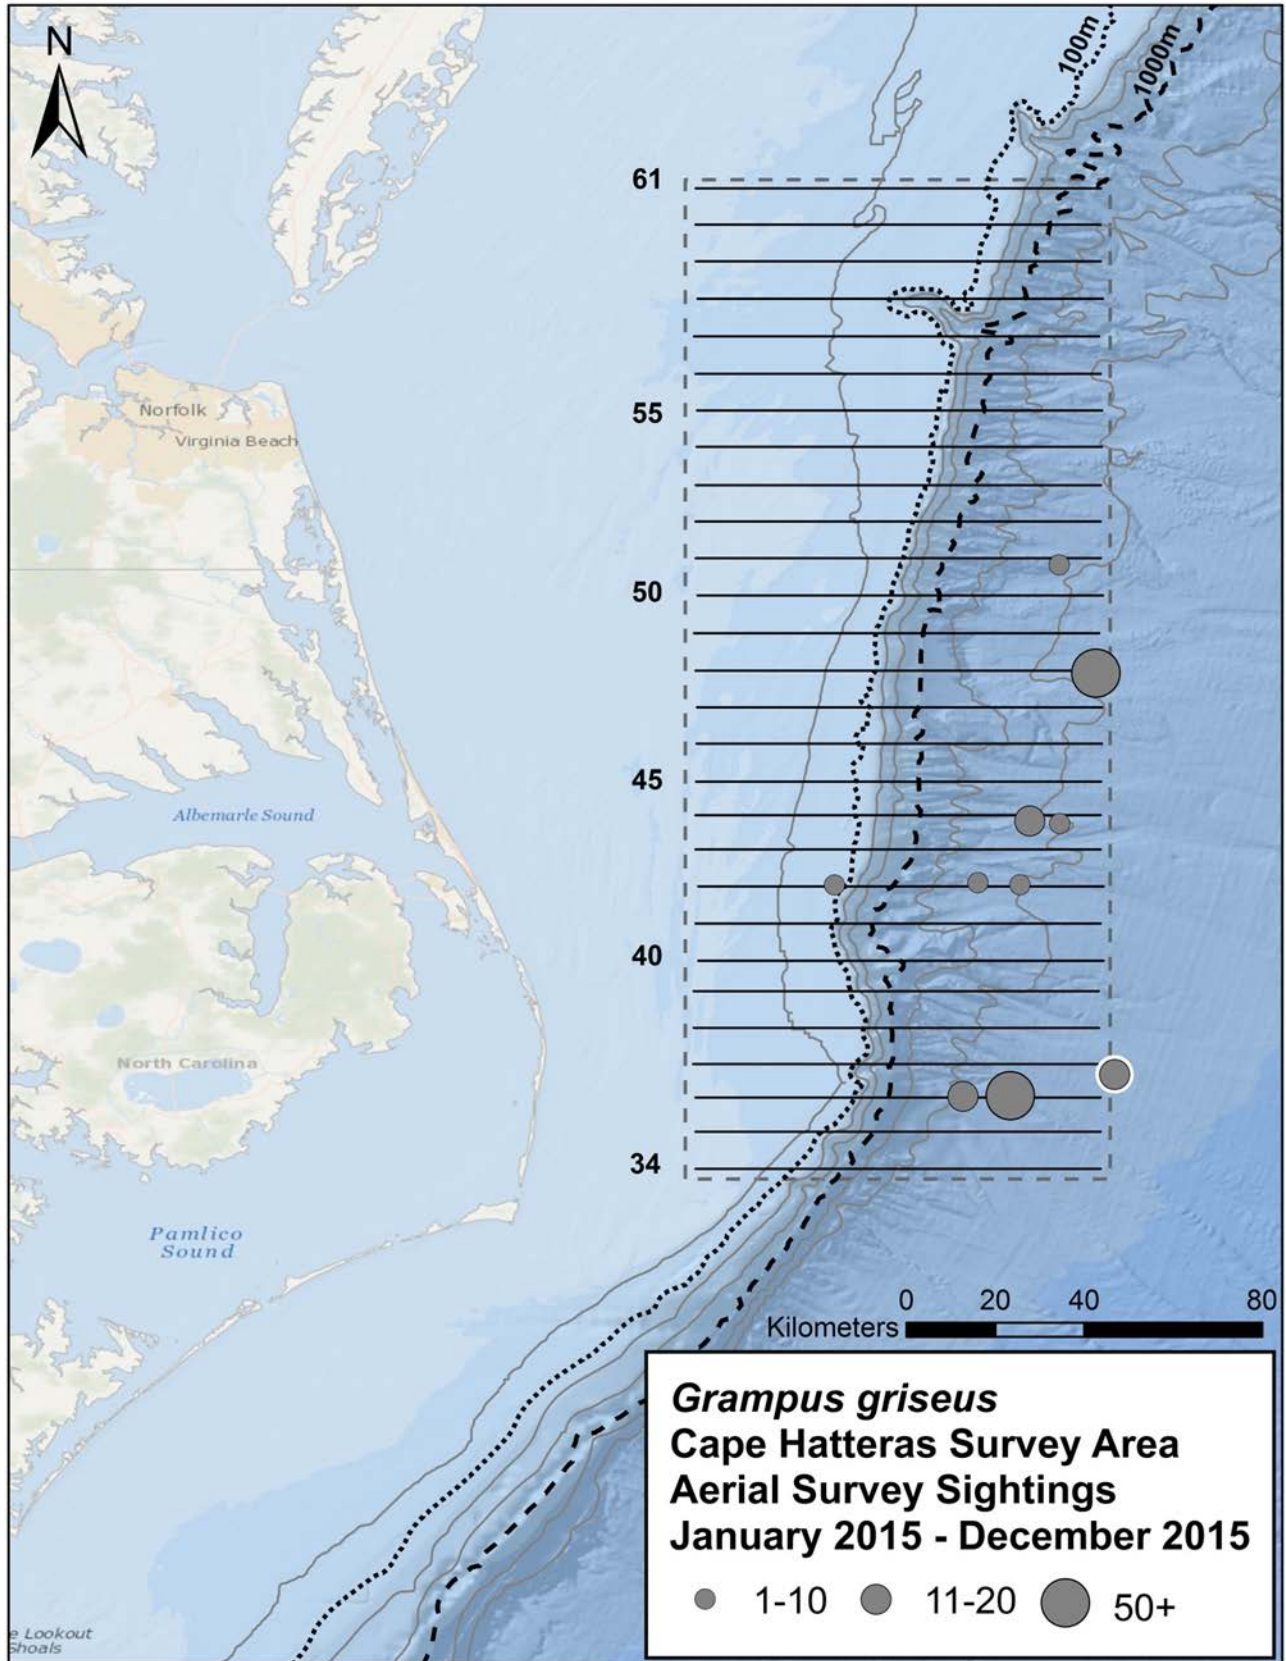 N
100m
1000m
61
Norfolk
Virginia Beach
55
50
45
Albemarle Sound
40
North Carolina
34
Pamlico
Sound
0 20 40 80
Kilometers
Grampus griseus
Cape Hatteras Survey Area
Aerial Survey Sightings
January 2015 - December 2015
1-10 11-20 50+
e Lookout
Shoals